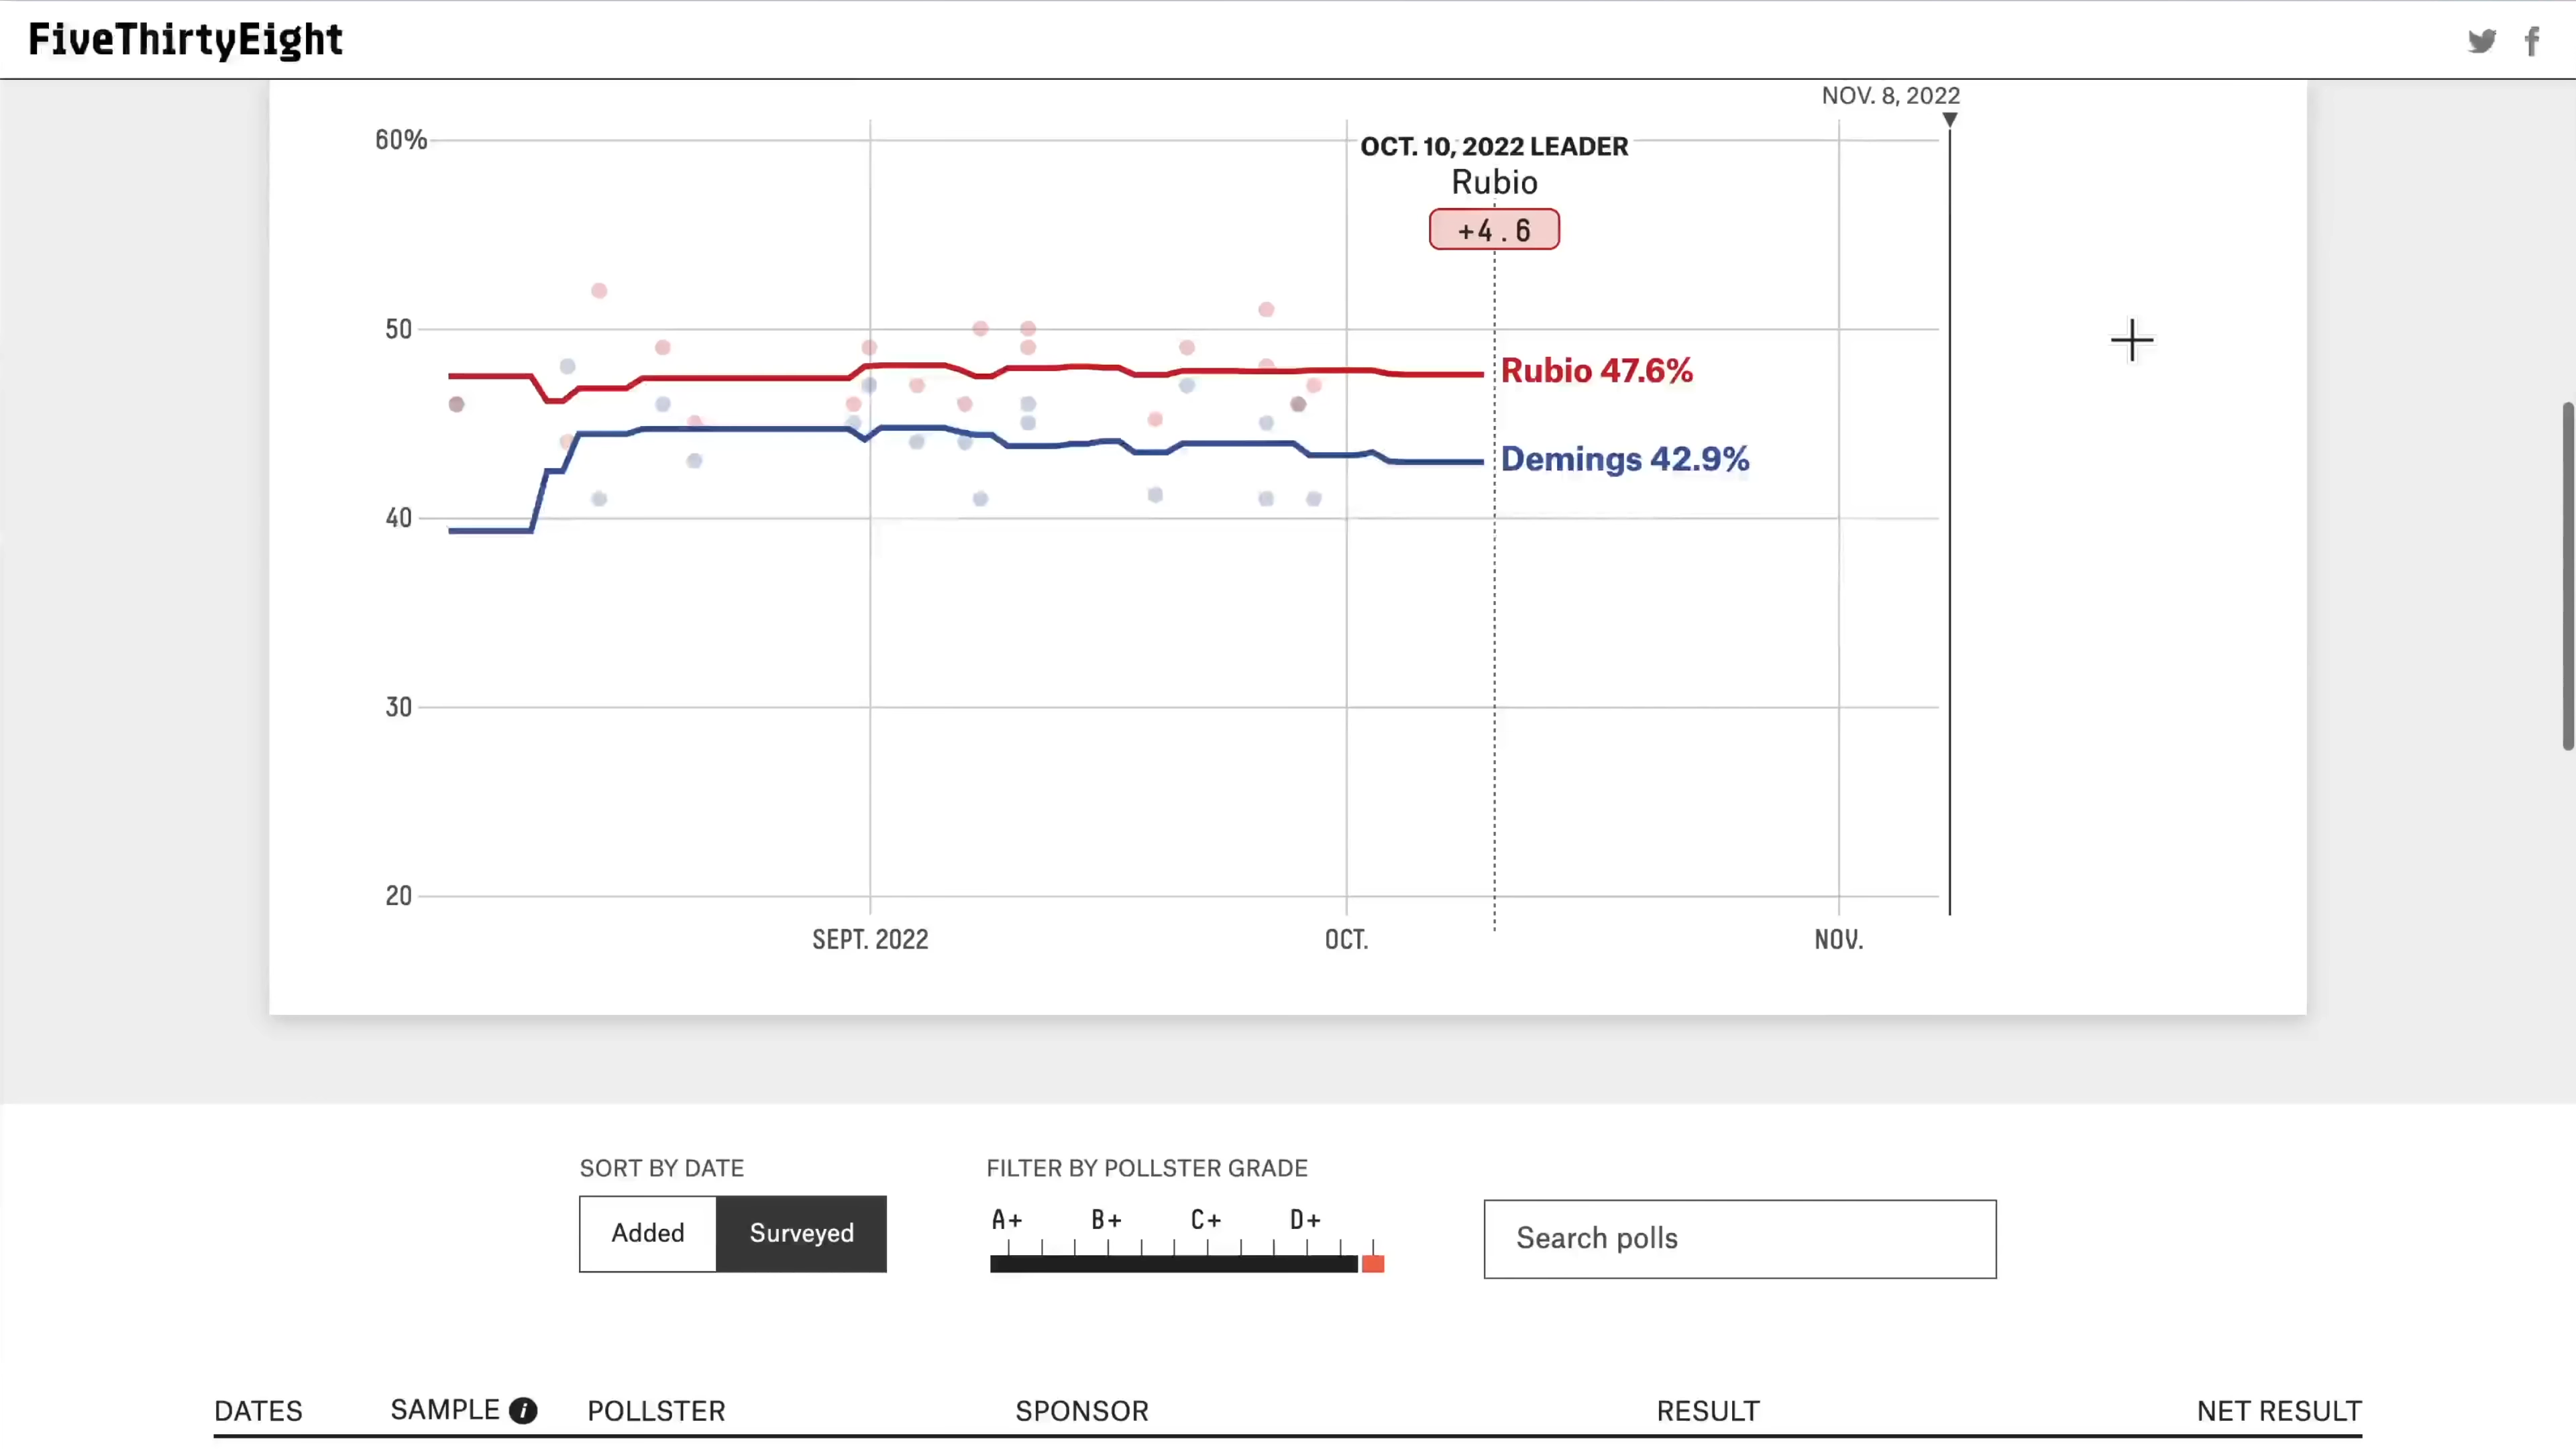 FiveThirtyEight
NOV. 8, 2022
60%
OCT. 10, 2022 LEADER
Rubio
+4.6
50
Rubio 47.6%
Demings 42.9%
40
30
20
SEPT. 2022
OCT.
NOV.
SORT BY DATE
FILTER BY POLLSTER GRADE
A+ B+ C+ D+
Added Surveyed
Search polls
DATES SAMPLE i POLLSTER SPONSOR RESULT NET RESULT